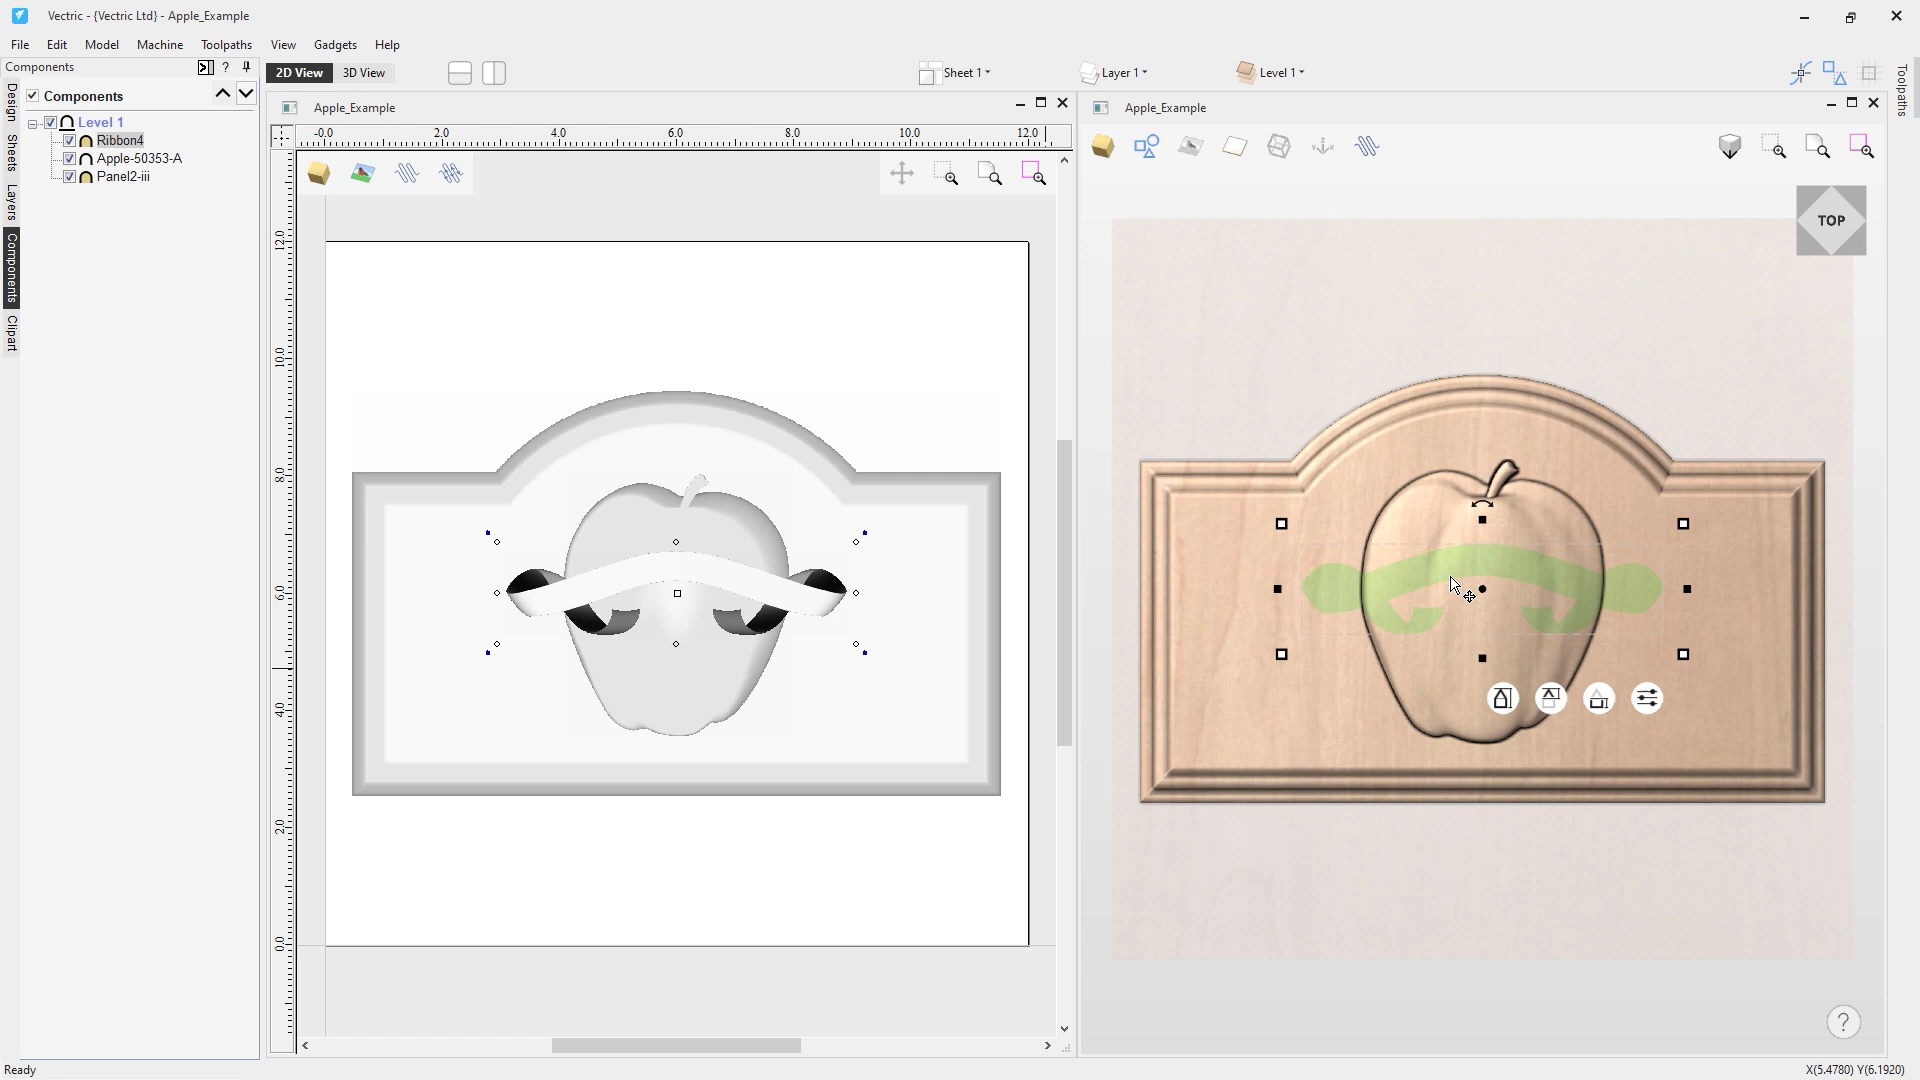 Vectric - {Vectric Ltd} - Apple_Example
File Edit Model Machine Toolpaths View Gadgets Help
Components ?
2D View 3D View Sheet 1 Layer 1 Level 1
Components
Level 1
Ribbon4
Apple-50353-A
Panel2-iii
Design
Sheets
Layers
Components
Clipart
Apple_Example
-0.0 2.0 4.0 6.0 8.0 10.0 12.0
12.0
10.0
8.0
6.0
4.0
2.0
0.0
Apple_Example
TOP
?
Toolpaths
Ready X(5.4780) Y(6.1920)